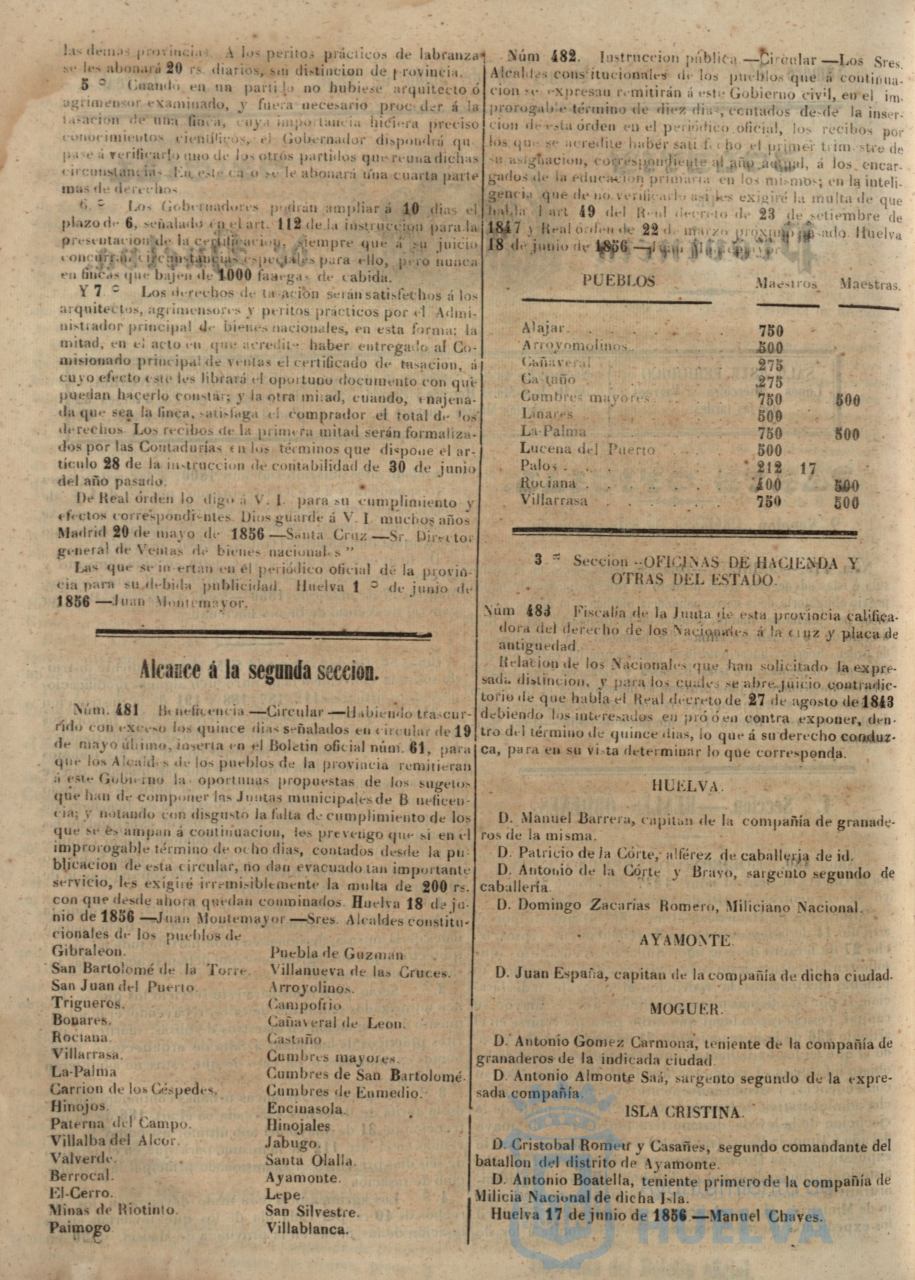 las demas provincias. A los peritos prácticos de labranza
se les abonará 20 rs. diarios, sin distincion de provincia.
5.º Cuando en un partido no hubiese arquitecto ó
agrimensor examinado, y fuera necesario proceder á la
tasacion de una finca, cuya importancia hiciera preciso
conocimientos científicos, el Gobernador dispondrá qu
pase á verificarlo uno de los otros partidos que reuna dichas
circunstancias. En este caso se le abonará una cuarta parte
mas de derechos.
6.º Los Gobernadores podrán ampliar á 10 dias el
plazo de 6, señalado en el art. 112 de la instruccion para la
presentacion de la certificacion, siempre que á su juicio
concurran circunstancias especiales para ello, pero nunca
en fincas que bajen de 1000 fanegas de cabida.
Y 7.º Los derechos de tasacion serán satisfechos á los
arquitectos, agrimensores y peritos prácticos por el Admi-
nistrador principal de bienes nacionales, en esta forma; la
mitad, en el acto en que acredite haber entregado al Co-
misionado principal de ventas el certificado de tasacion, á
cuyo efecto este les librará el oportuno documento con que
puedan hacerlo constar; y la otra mitad, cuando, enajena-
da que sea la finca, satisfaga el comprador el total de los
derechos. Los recibos de la primera mitad serán formaliza-
dos por las Contadurías en los términos que dispone el ar-
tículo 28 de la instruccion de contabilidad de 30 de junio
del año pasado.
De Real órden lo digo á V. I. para su cumplimiento y
efectos correspondientes. Dios guarde á V. I. muchos años
Madrid 20 de mayo de 1856 —Santa Cruz —Sr. Director
general de Ventas de bienes nacionales "
Las que se insertan en él periódico oficial de la provin-
cia para su debida publicidad. Huelva 1.º de junio de
1856 —Juan Montemayor.
Alcance á la segunda seccion.
Núm. 481 Beneficencia —Circular —Habiendo trascur-
rido con exceso los quince dias señalados en circular de 19
de mayo último, inserta en el Boletin oficial núm. 61, para
que los Alcaldes de los pueblos de la provincia remitieran
á este Gobierno las oportunas propuestas de los sugetos
que han de componer las Juntas municipales de Beneficen-
cia; y notando con disgusto la falta de cumplimiento de los
que se estampan á continuacion, les prevengo que si en el
improrogable término de ocho dias, contados desde la pu-
blicacion de esta circular, no dan evacuado tan importante
servicio, les exigiré irremisiblemente la multa de 200 rs.
con que desde ahora quedan conminados. Huelva 18 de ju-
nio de 1856 —Juan Montemayor —Sres. Alcaldes constitu-
cionales de los pueblos de
Gibraleon.
San Bartolomé de la Torre.
San Juan del Puerto.
Trigueros.
Bonares.
Rociana.
Villarrasa.
La-Palma
Carrion de los Céspedes.
Hinojos.
Paterna del Campo.
Villalba del Alcor.
Valverde.
Berrocal.
El-Cerro.
Minas de Riotinto.
Paimogo
Puebla de Guzman
Villanueva de las Cruces.
Arroyolinos.
Campofrio
Cañaveral de Leon.
Castaño
Cumbres mayores.
Cumbres de San Bartolomé.
Cumbres de Enmedio.
Encinasola.
Hinojales
Jabugo.
Santa Olalla.
Ayamonte.
Lepe
San Silvestre.
Villablanca.
Núm 482. Instruccion pública —Circular —Los Sres.
Alcaldes constitucionales de los pueblos que á continua-
cion se expresan remitirán á este Gobierno civil, en el im-
prorogable término de diez dias, contados desde la inser-
cion de esta órden en el periódico oficial, los recibos por
los que se acredite habér satisfecho el primer trimestre de
su asignacion, correspondiente al año actual, á los encar-
gados de la educacion primaria en los mismos; en la inteli-
gencia que de no verificarlo así les exigiré la multa de que
habla el art 49 del Real decreto de 23 de setiembre de
1847 y Real órden de 22 de marzo próximo pasado. Huelva
18 de junio de 1856 —Juan Montemayor.
PUEBLOS Maestros Maestras.
Alajar. . . . . . . . 750
Arroyomolinos. . . . . . 500
Cañaveral . . . . . . 275
Castaño . . . . . . . 275
Cumbres mayores. . . . . 750 500
Linares . . . . . . . 500
La-Palma . . . . . . 750 500
Lucena del Puerto . . . . 500
Palos . . . . . . . . 212 17
Rociana . . . . . . . 400 500
Villarrasa . . . . . . 750 500
3.ª Seccion —OFICINAS DE HACIENDA Y
OTRAS DEL ESTADO.
Núm 483 Fiscalía de la Junta de esta provincia califica-
dora del derecho de los Nacionales á la cruz y placa de
antiguedad.
Relacion de los Nacionales que han solicitado la expre-
sada distincion, y para los cuales se abre juicio contradic-
torio de que habla el Real decreto de 27 de agosto de 1843
debiendo los interesados en pró ó en contra exponer, den-
tro del término de quince dias, lo que á su derecho conduz-
ca, para en su vista determinar lo que corresponda.
HUELVA.
D. Manuel Barrera, capitan de la compañía de granade-
ros de la misma.
D. Patricio de la Córte, alférez de caballería de id.
D. Antonio de la Córte y Bravo, sargento segundo de
caballería.
D. Domingo Zacarías Romero, Miliciano Nacional.
AYAMONTE.
D. Juan España, capitan de la compañía de dicha ciudad.
MOGUER.
D. Antonio Gomez Carmona, teniente de la compañía de
granaderos de la indicada ciudad
D. Antonio Almonte Saá, sargento segundo de la expre-
sada compañía.
ISLA CRISTINA.
D. Cristobal Romeu y Casañes, segundo comandante del
batallon del distrito de Ayamonte.
D. Antonio Boatella, teniente primero de la compañía de
Milicia Nacional de dicha Isla.
Huelva 17 de junio de 1856 —Manuel Chaves.
HUELVA